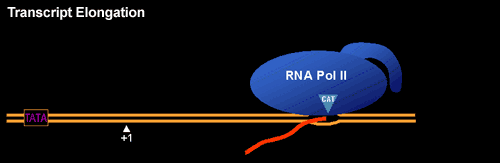 Transcript Elongation
RNA Pol II
CAT
TATA
+1